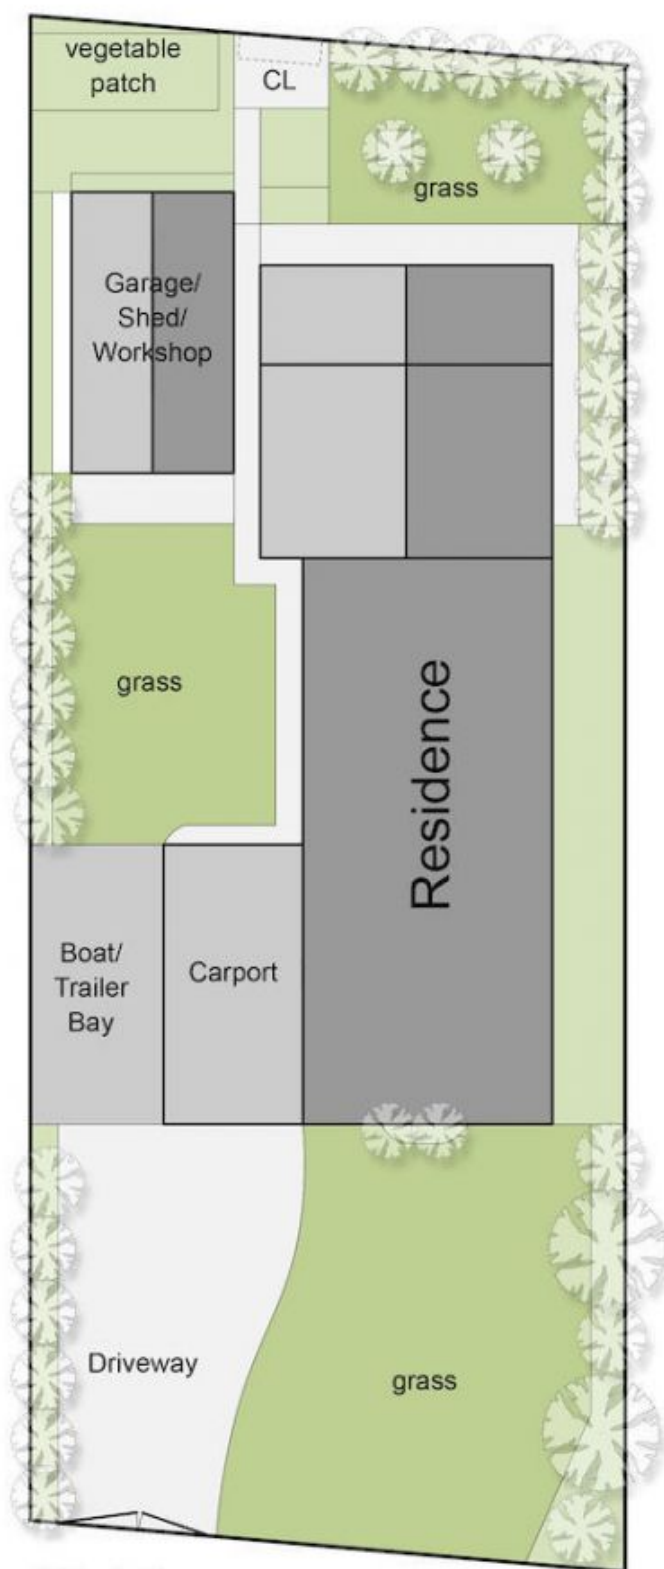 vegetable
patch
CL
grass
Garage/
Shed/
Workshop
grass
Residence
Boat/
Trailer
Bay
Carport
Driveway
grass